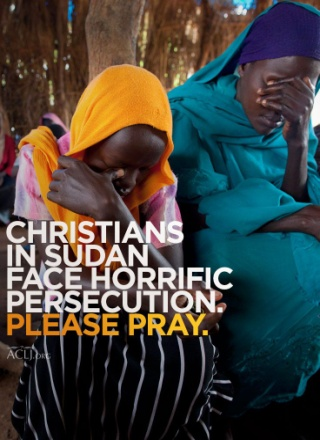 CHRISTIANS
IN SUDAN
FACE HORRIFIC
PERSECUTION.
PLEASE PRAY.
ACLJ.ORG